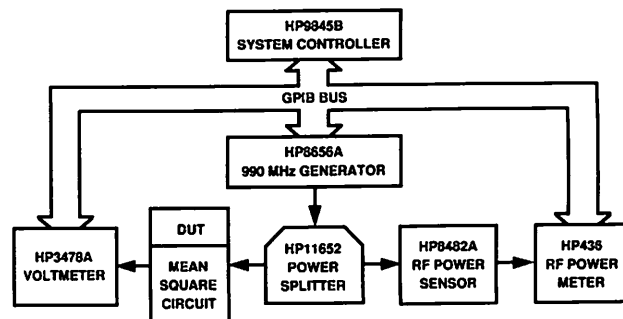 HP9845B
SYSTEM CONTROLLER
GPIB BUS
HP8656A
990 MHz GENERATOR
HP3478A
VOLTMETER
DUT
MEAN
SQUARE
CIRCUIT
HP11652
POWER
SPLITTER
HP8482A
RF POWER
SENSOR
HP436
RF POWER
METER